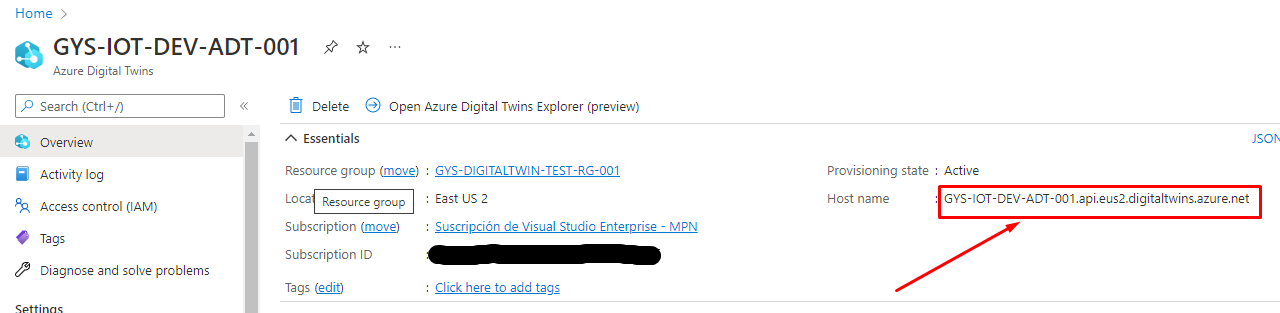 Home
GYS-IOT-DEV-ADT-001
Azure Digital Twins
Search (Ctrl+/)
Overview
Activity log
Access control (IAM)
Tags
Diagnose and solve problems
Settings
Delete
Open Azure Digital Twins Explorer (preview)
Essentials
JSON
Resource group (move) : GYS-DIGITALTWIN-TEST-RG-001
: East US 2
Resource group
Subscription (move) : Suscripción de Visual Studio Enterprise - MPN
Subscription ID :
Tags (edit) : Click here to add tags
Provisioning state : Active
Host name : GYS-IOT-DEV-ADT-001.api.eus2.digitaltwins.azure.net